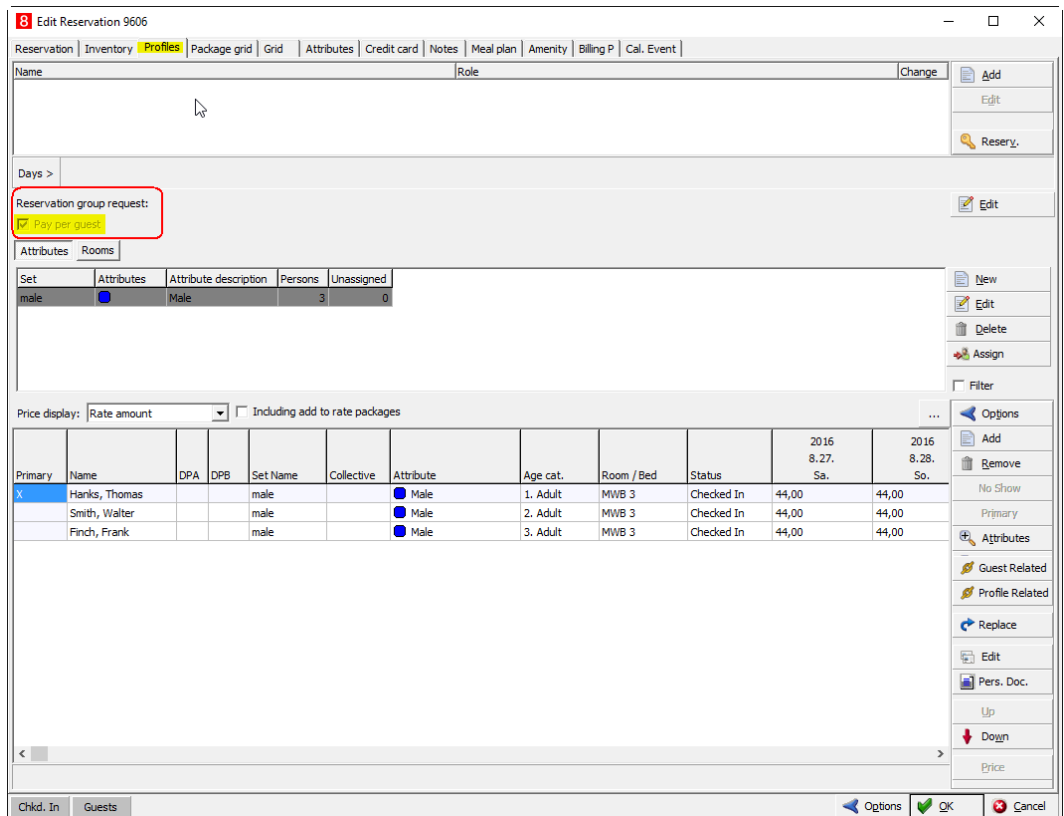 8 Edit Reservation 9606
Reservation Inventory Profiles Package grid Grid Attributes Credit card Notes Meal plan Amenity Billing P Cal. Event
Name Role Change Add
Edit
Reserv.
Days >
Reservation group request: Edit
Pay per guest
Attributes Rooms
Set Attributes Attribute description Persons Unassigned New
male Male 3 0 Edit
Delete
Assign
Filter
Price display: Rate amount Including add to rate packages ... Options
2016 2016 Add
8.27. 8.28.
Primary Name DPA DPB Set Name Collective Attribute Age cat. Room / Bed Status Sa. So. Remove
X Hanks, Thomas male Male 1. Adult MWB 3 Checked In 44,00 44,00 No Show
Smith, Walter male Male 2. Adult MWB 3 Checked In 44,00 44,00 Primary
Finch, Frank male Male 3. Adult MWB 3 Checked In 44,00 44,00 Attributes
Guest Related
Profile Related
Replace
Edit
Pers. Doc.
Up
Down
Price
Chkd. In Guests Options OK Cancel